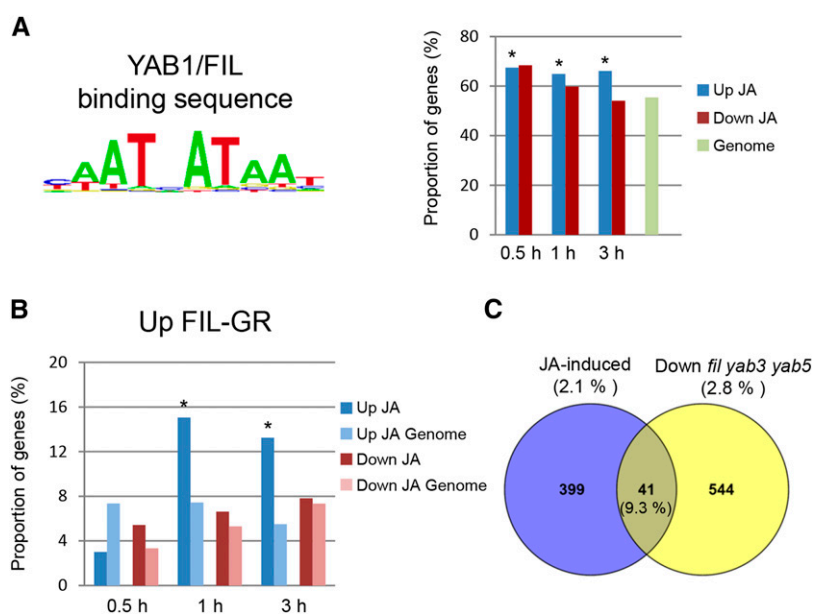 A
YAB1/FIL
binding sequence
Proportion of genes (%)
80
60
40
20
0
* * *
0.5 h 1 h 3 h
Up JA
Down JA
Genome
B
Up FIL-GR
Proportion of genes (%)
20
16
12
8
4
0
* *
0.5 h 1 h 3 h
Up JA
Up JA Genome
Down JA
Down JA Genome
C
JA-induced
(2.1 % )
Down fil yab3 yab5
(2.8 % )
399
41
(9.3 %)
544